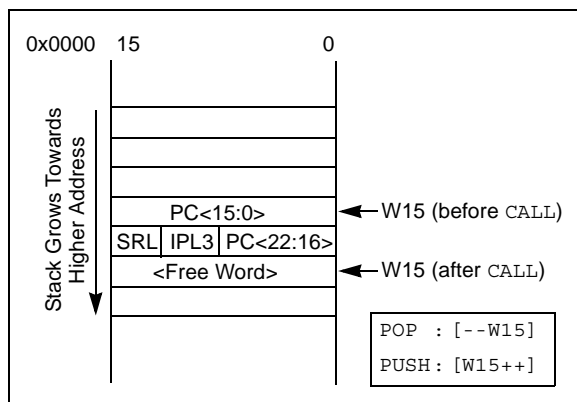 0x0000 15 0
Stack Grows Towards
Higher Address
PC<15:0>
W15 (before CALL)
SRL IPL3 PC<22:16>
<Free Word>
W15 (after CALL)
POP : [--W15]
PUSH: [W15++]